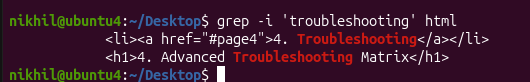 nikhil@ubuntu4:~/Desktop$ grep -i 'troubleshooting' html
<li><a href="#page4">4. Troubleshooting</a></li>
<h1>4. Advanced Troubleshooting Matrix</h1>
nikhil@ubuntu4:~/Desktop$